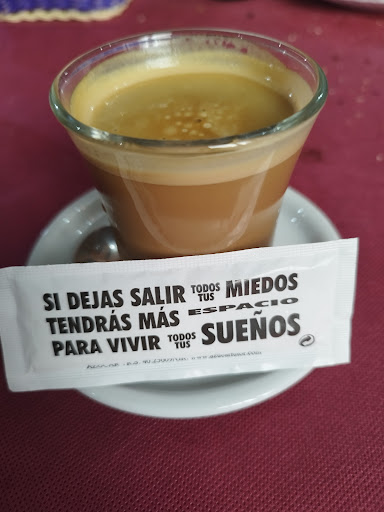 SI DEJAS SALIR TODOS TUS MIEDOS
TENDRÁS MÁS ESPACIO
PARA VIVIR TODOS TUS SUEÑOS